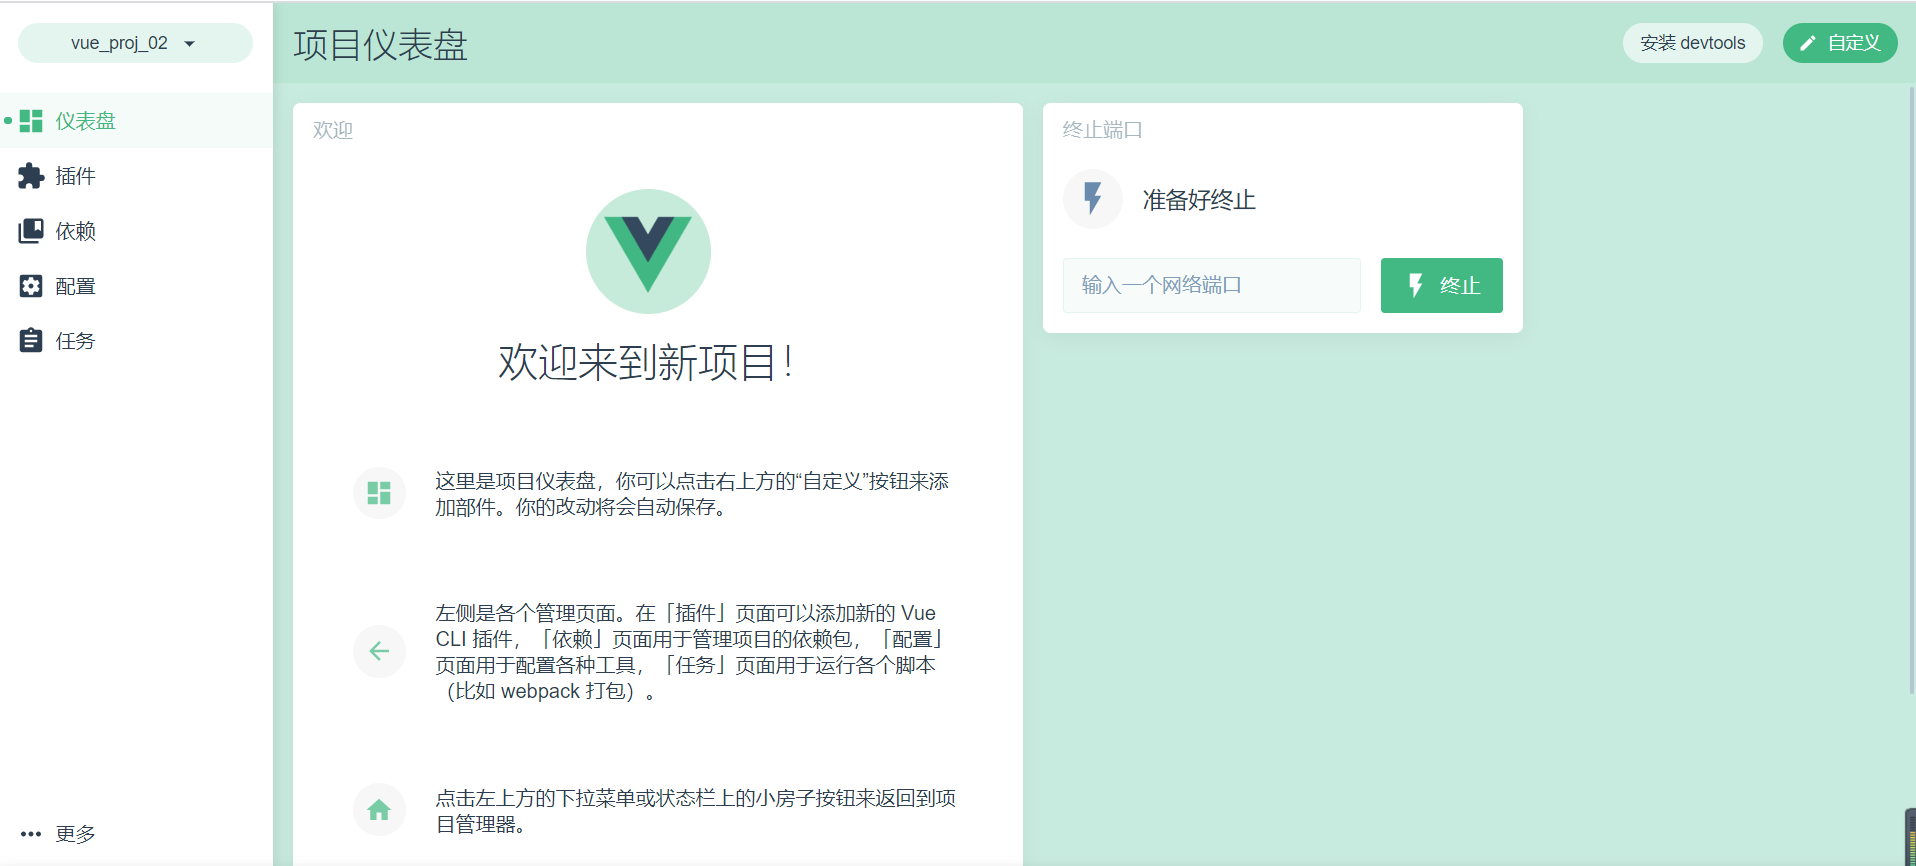 vue_proj_02
仪表盘
插件
依赖
配置
任务
更多
项目仪表盘
安装 devtools
自定义
欢迎
欢迎来到新项目！
这里是项目仪表盘，你可以点击右上方的“自定义”按钮来添
加部件。你的改动将会自动保存。
左侧是各个管理页面。在「插件」页面可以添加新的 Vue
CLI 插件，「依赖」页面用于管理项目的依赖包，「配置」
页面用于配置各种工具，「任务」页面用于运行各个脚本
（比如 webpack 打包）。
点击左上方的下拉菜单或状态栏上的小房子按钮来返回到项
目管理器。
终止端口
准备好终止
输入一个网络端口
终止